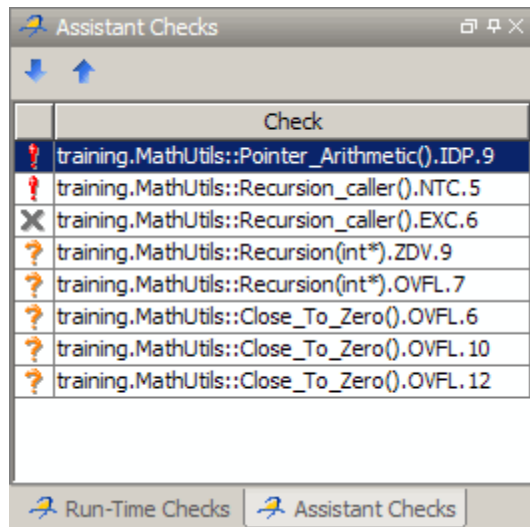 Assistant Checks
Check
training.MathUtils::Pointer_Arithmetic().IDP.9
training.MathUtils::Recursion_caller().NTC.5
training.MathUtils::Recursion_caller().EXC.6
training.MathUtils::Recursion(int*).ZDV.9
training.MathUtils::Recursion(int*).OVFL.7
training.MathUtils::Close_To_Zero().OVFL.6
training.MathUtils::Close_To_Zero().OVFL.10
training.MathUtils::Close_To_Zero().OVFL.12
Run-Time Checks Assistant Checks